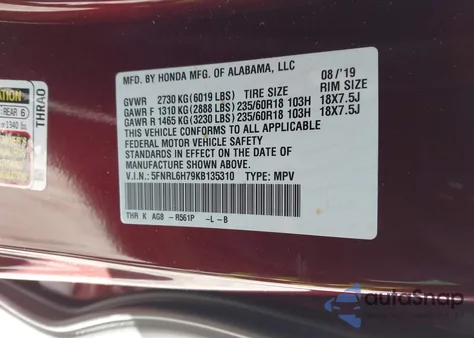 MFD. BY HONDA MFG. OF ALABAMA, LLC 08/'19
GVWR 2730 KG(6019 LBS) TIRE SIZE RIM SIZE
GAWR F 1310 KG(2888 LBS) 235/60R18 103H 18X7.5J
GAWR R 1465 KG(3230 LBS) 235/60R18 103H 18X7.5J
THIS VEHICLE CONFORMS TO ALL APPLICABLE
FEDERAL MOTOR VEHICLE SAFETY
STANDARDS IN EFFECT ON THE DATE OF
MANUFACTURE SHOWN ABOVE.
V.I.N.: 5FNRL6H79KB135310 TYPE: MPV
THR K AG8 - R561P -L - B
THRA0
REAR 6
autoSnap